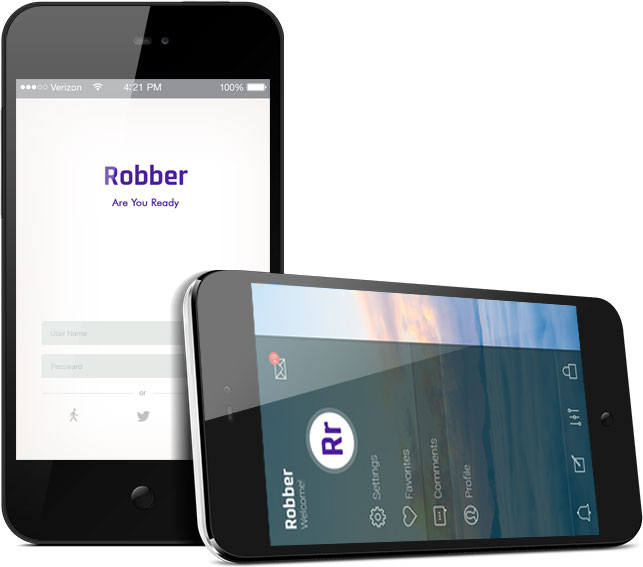 Verizon 4:21 PM 100%
Robber
Are You Ready
User Name
Password
or
Robber
Welcome!
Rr
Settings
Favorites
Comments
Profile